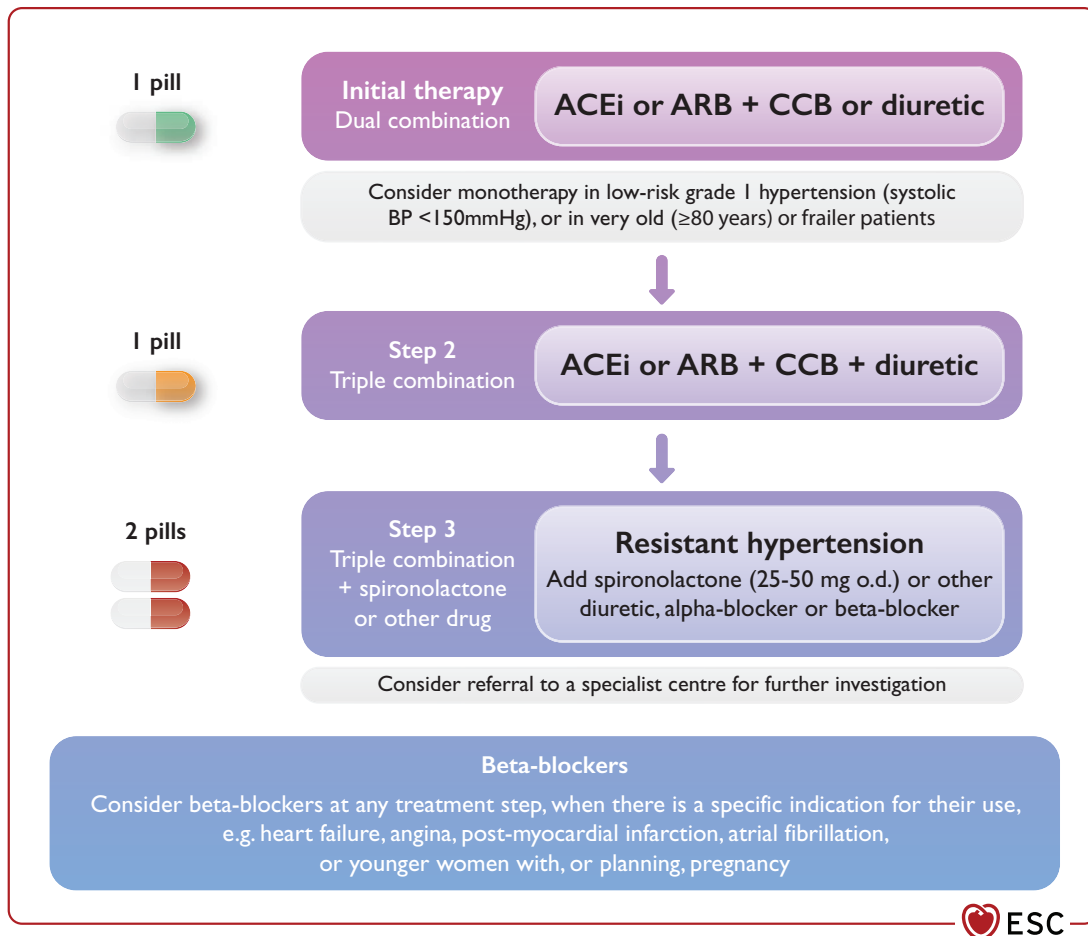 1 pill
Initial therapy
Dual combination
ACEi or ARB + CCB or diuretic
Consider monotherapy in low-risk grade 1 hypertension (systolic
BP <150mmHg), or in very old (≥80 years) or frailer patients
1 pill
Step 2
Triple combination
ACEi or ARB + CCB + diuretic
2 pills
Step 3
Triple combination
+ spironolactone
or other drug
Resistant hypertension
Add spironolactone (25-50 mg o.d.) or other
diuretic, alpha-blocker or beta-blocker
Consider referral to a specialist centre for further investigation
Beta-blockers
Consider beta-blockers at any treatment step, when there is a specific indication for their use,
e.g. heart failure, angina, post-myocardial infarction, atrial fibrillation,
or younger women with, or planning, pregnancy
ESC